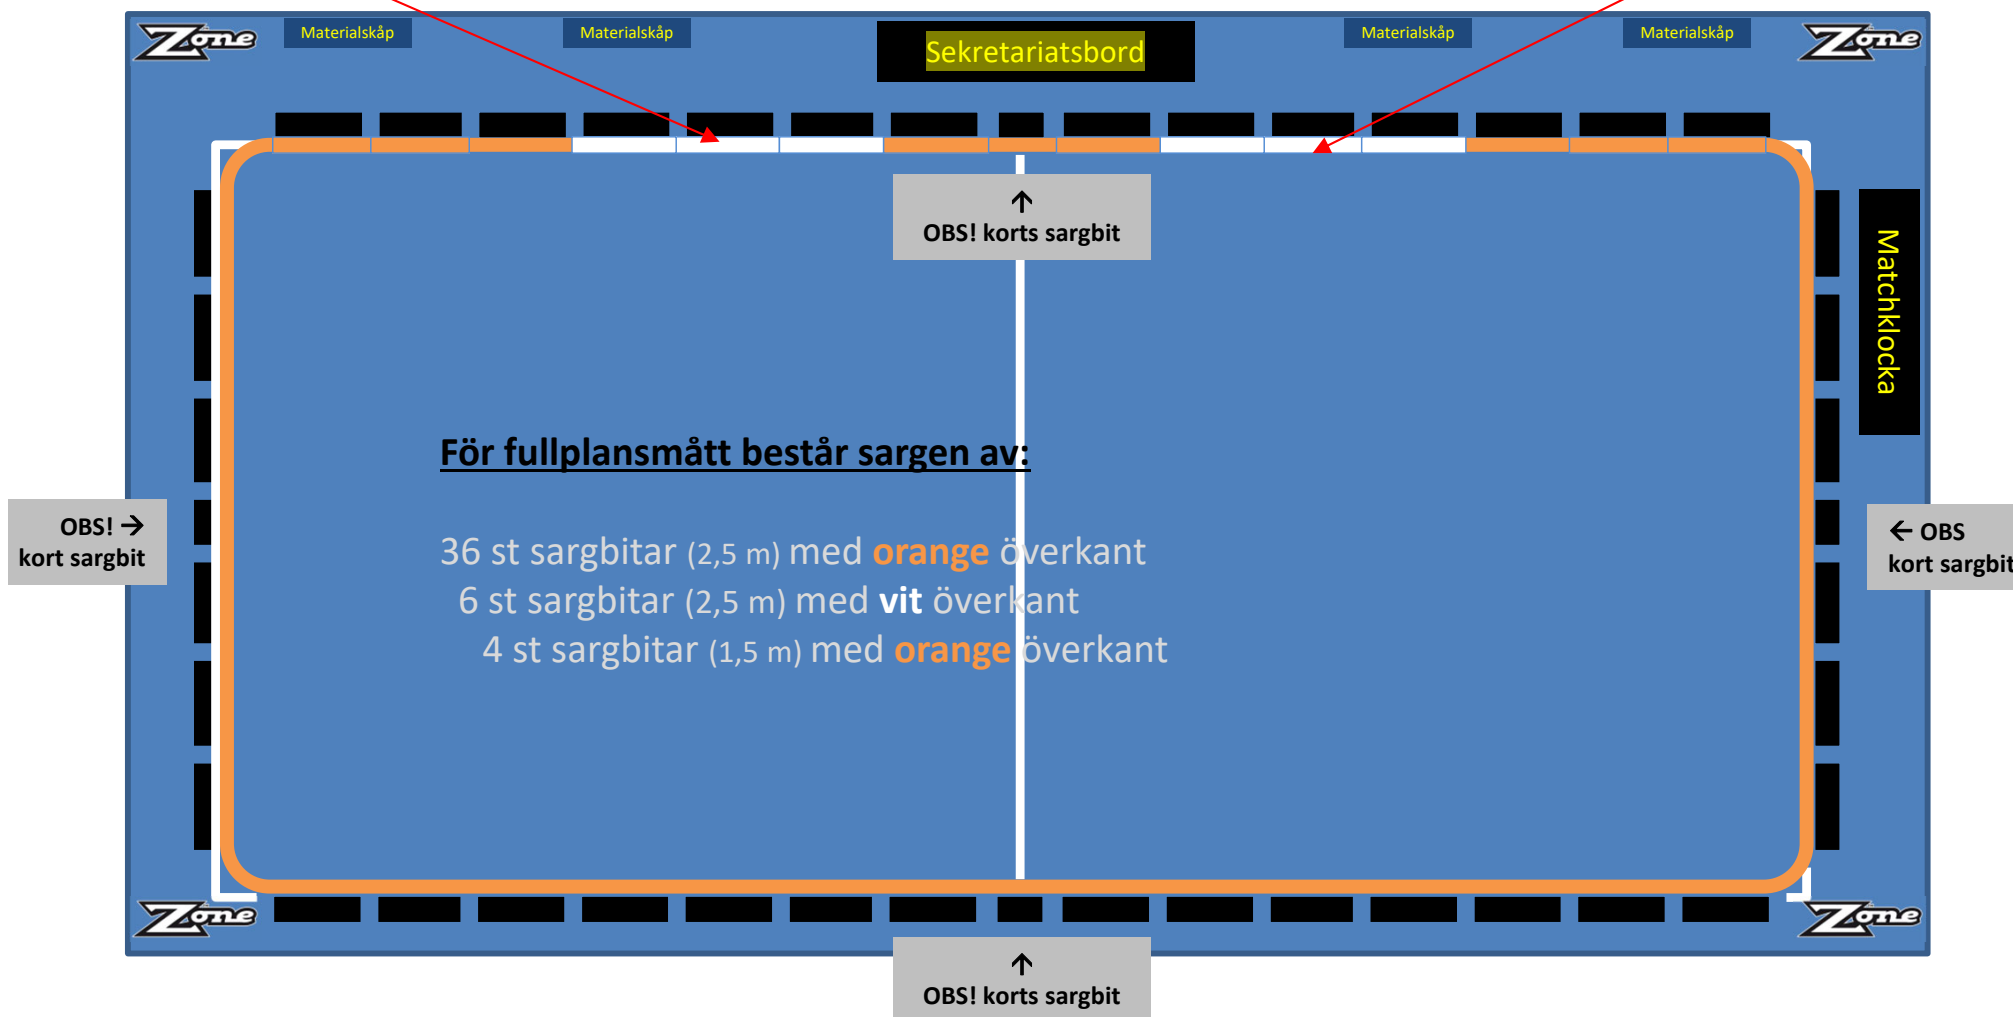 Zone
Materialskåp
Materialskåp
Sekretariatsbord
Materialskåp
Materialskåp
Zone
↑
OBS! korts sargbit
Matchklocka
För fullplansmått består sargen av:
OBS! →
kort sargbit
← OBS
kort sargbit
36 st sargbitar (2,5 m) med orange överkant
6 st sargbitar (2,5 m) med vit överkant
4 st sargbitar (1,5 m) med orange överkant
Zone
Zone
↑
OBS! korts sargbit